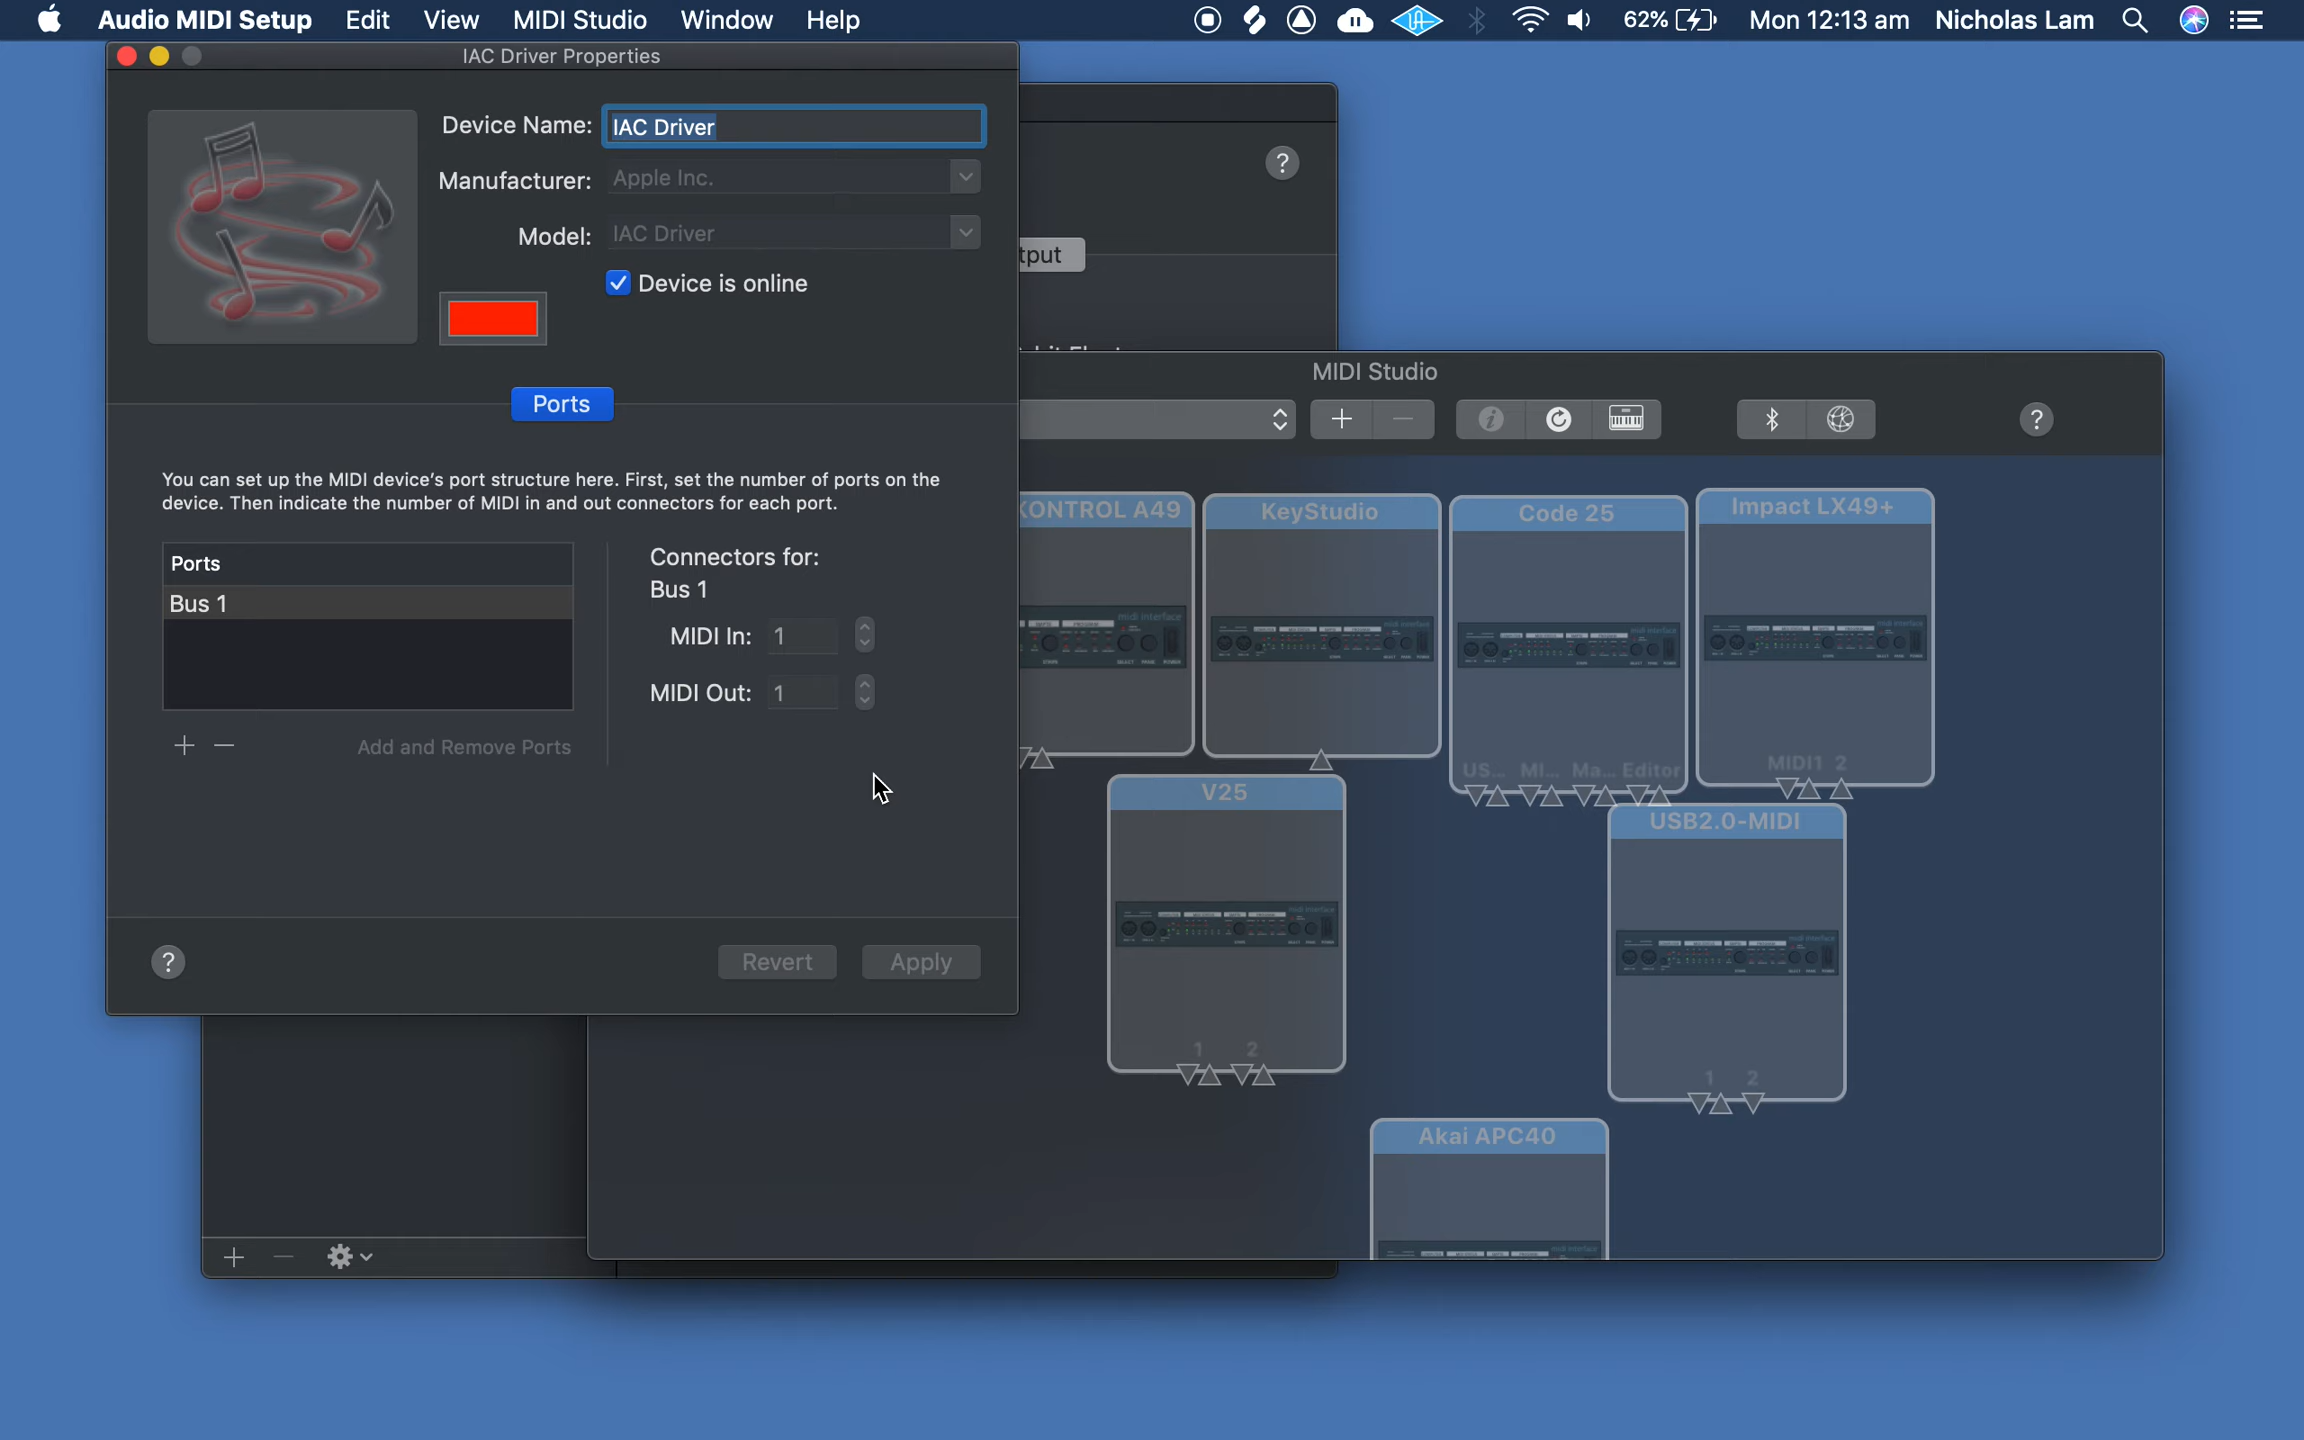 Audio MIDI Setup Edit View MIDI Studio Window Help 62% Mon 12:13 am Nicholas Lam
IAC Driver Properties
Device Name: IAC Driver
Manufacturer: Apple Inc.
Model: IAC Driver
Device is online
Ports
You can set up the MIDI device's port structure here. First, set the number of ports on the
device. Then indicate the number of MIDI in and out connectors for each port.
Ports
Bus 1
Add and Remove Ports
Connectors for:
Bus 1
MIDI In: 1
MIDI Out: 1
?
Revert Apply
?
tput
MIDI Studio
?
KONTROL A49
KeyStudio
Code 25
US... MI... Ma... Editor
Impact LX49+
MIDI1 2
V25
1 2
USB2.0-MIDI
1 2
Akai APC40